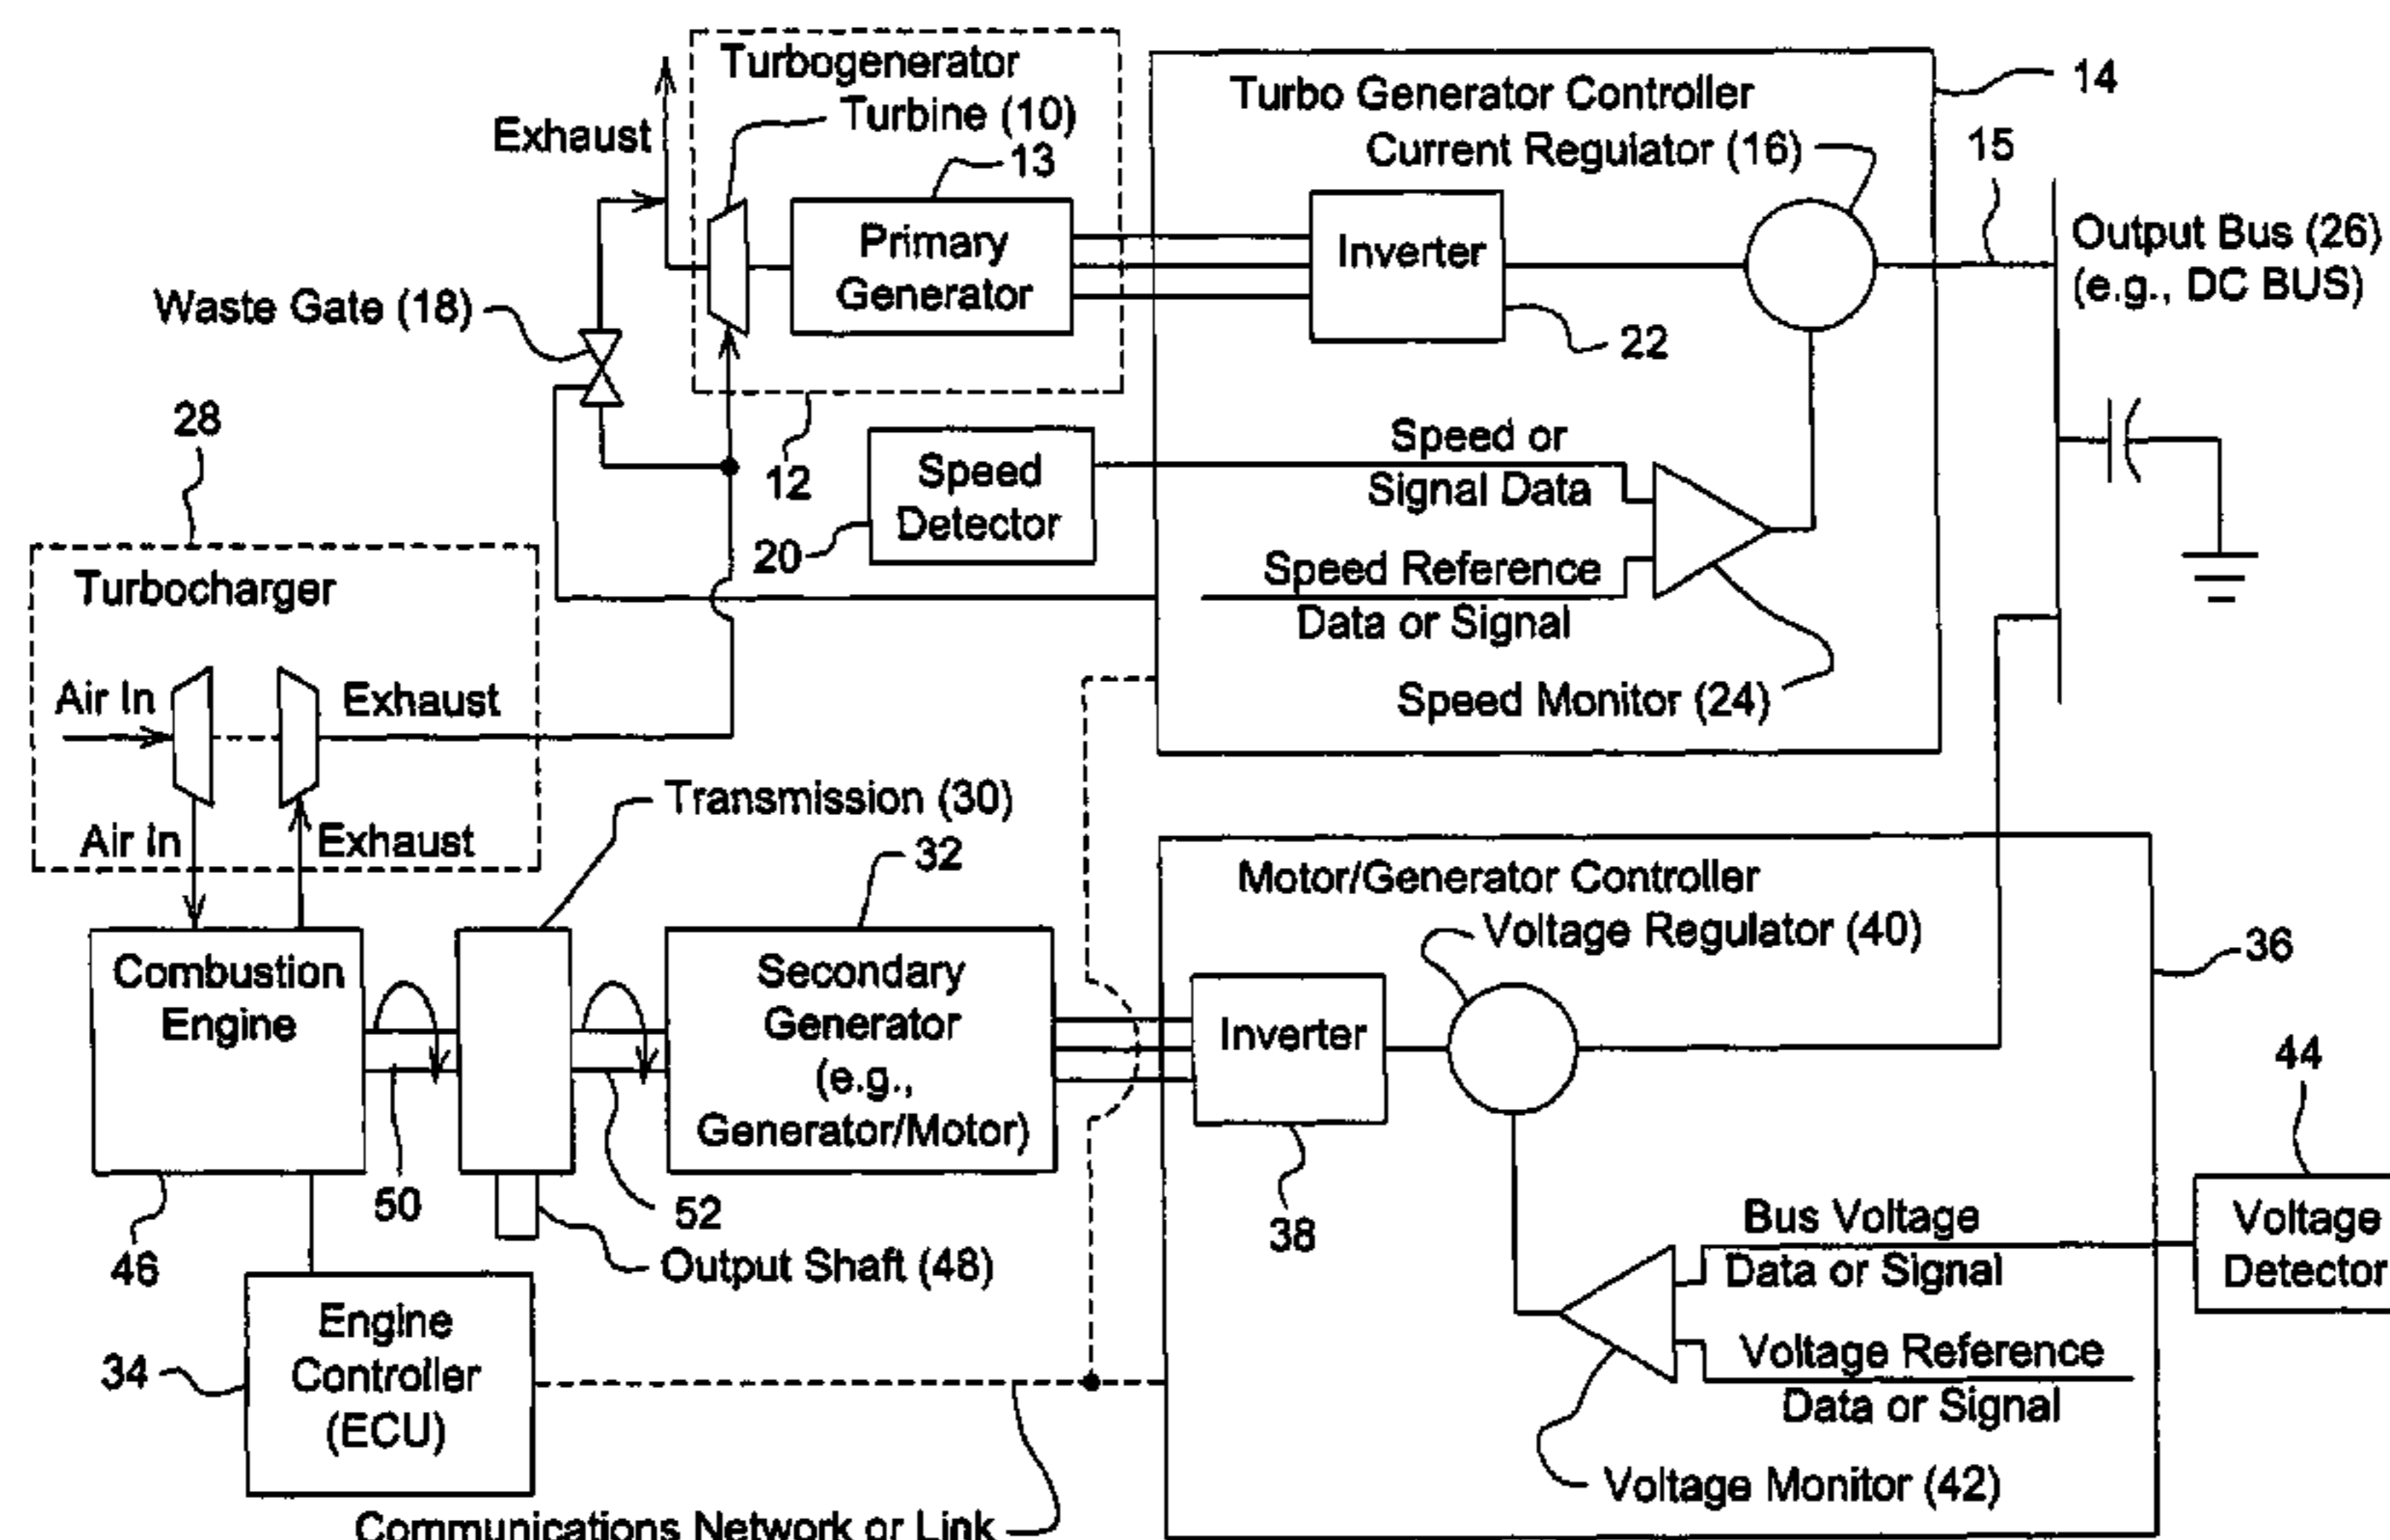 Turbogenerator
Turbine (10)
13
Exhaust
Primary
Generator
Waste Gate (18)
12
Turbo Generator Controller
14
Current Regulator (16)
15
Inverter
22
Output Bus (26)
(e.g., DC BUS)
Speed
Detector
20
Speed or
Signal Data
Speed Reference
Data or Signal
Speed Monitor (24)
28
Turbocharger
Air In
Exhaust
Air In
Exhaust
Transmission (30)
32
Combustion
Engine
Secondary
Generator
(e.g.,
Generator/Motor)
46
50
52
Output Shaft (48)
34
Engine
Controller
(ECU)
Communications Network or Link
Motor/Generator Controller
Voltage Regulator (40)
36
Inverter
38
44
Voltage
Detector
Bus Voltage
Data or Signal
Voltage Reference
Data or Signal
Voltage Monitor (42)